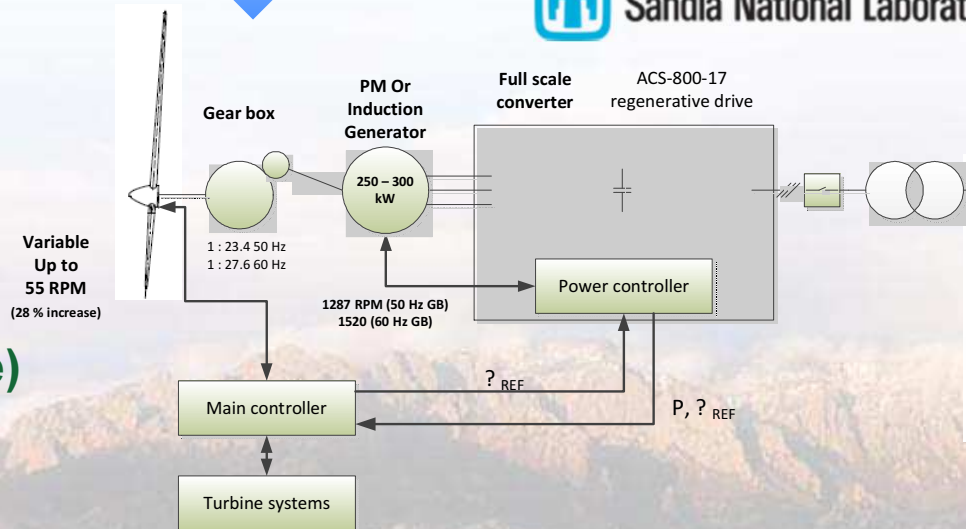 Sandia National Laborat
Full scale
converter
ACS-800-17
regenerative drive
PM Or
Induction
Generator
Gear box
250 – 300
kW
1 : 23.4 50 Hz
1 : 27.6 60 Hz
Variable
Up to
55 RPM
(28 % increase)
1287 RPM (50 Hz GB)
1520 (60 Hz GB)
Power controller
e)
? REF
P, ? REF
Main controller
Turbine systems